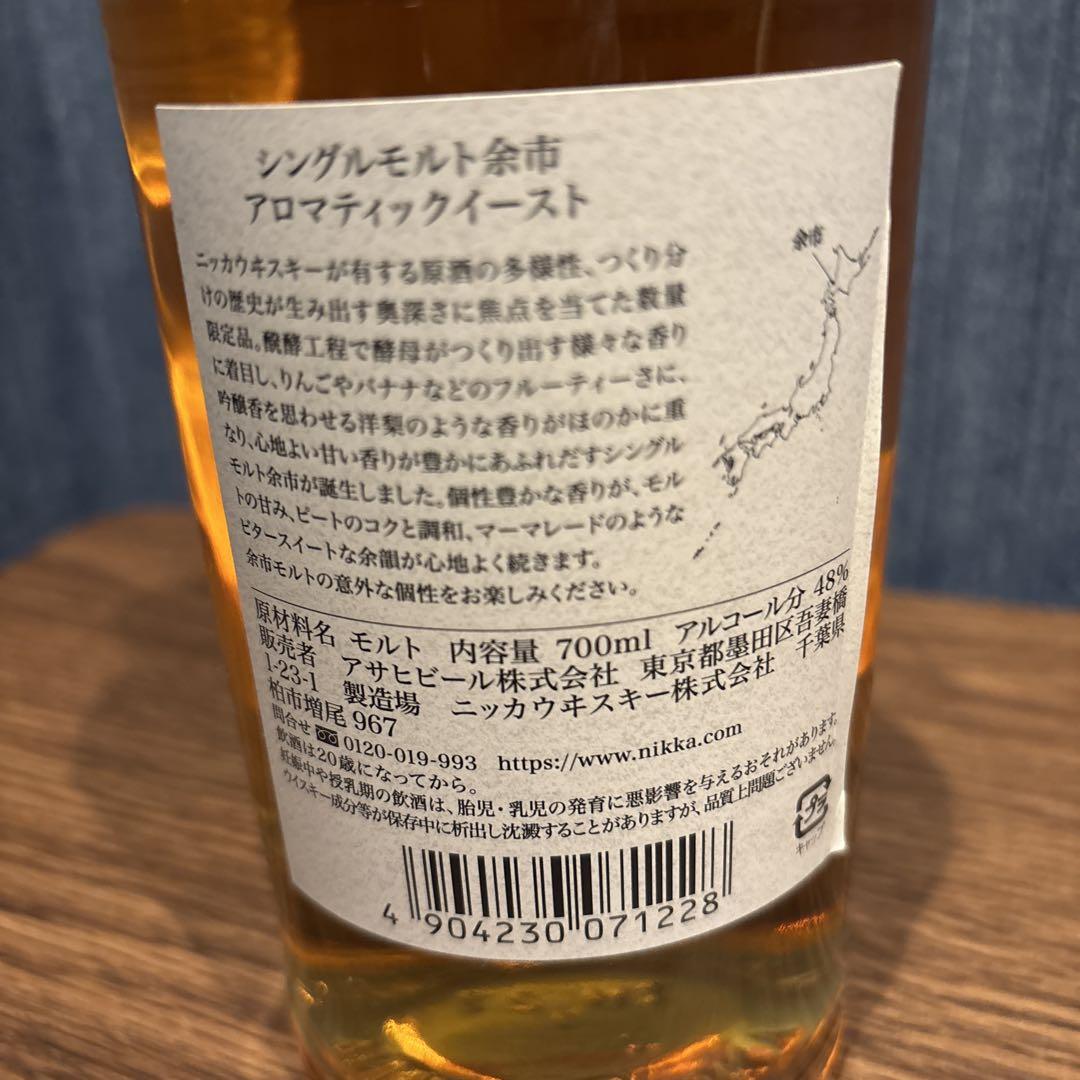 シングルモルト余市
アロマティックイースト
余市
ニッカウヰスキーが有する原酒の多様性、つくり分
けの歴史が生み出す奥深さに焦点を当てた数量
限定品。醗酵工程で酵母がつくり出す様々な香り
に着目し、りんごやバナナなどのフルーティーさに、
吟醸香を思わせる洋梨のような香りがほのかに重
なり、心地よい甘い香りが豊かにあふれだすシングル
モルト余市が誕生しました。個性豊かな香りが、モル
トの甘み、ピートのコクと調和、マーマレードのような
ビタースイートな余韻が心地よく続きます。
余市モルトの意外な個性をお楽しみください。
原材料名 モルト 内容量 700ml アルコール分 48%
販売者 アサヒビール株式会社 東京都墨田区吾妻橋
1-23-1 製造場 ニッカウヰスキー株式会社 千葉県
柏市増尾967
問合せ 0120-019-993 https://www.nikka.com
飲酒は20歳になってから。
妊娠中や授乳期の飲酒は、胎児・乳児の発育に悪影響を与えるおそれがあります。
ウイスキー成分等が保存中に析出し沈澱することがありますが、品質上問題ございません。
プラ
キャップ
4 904230 071228